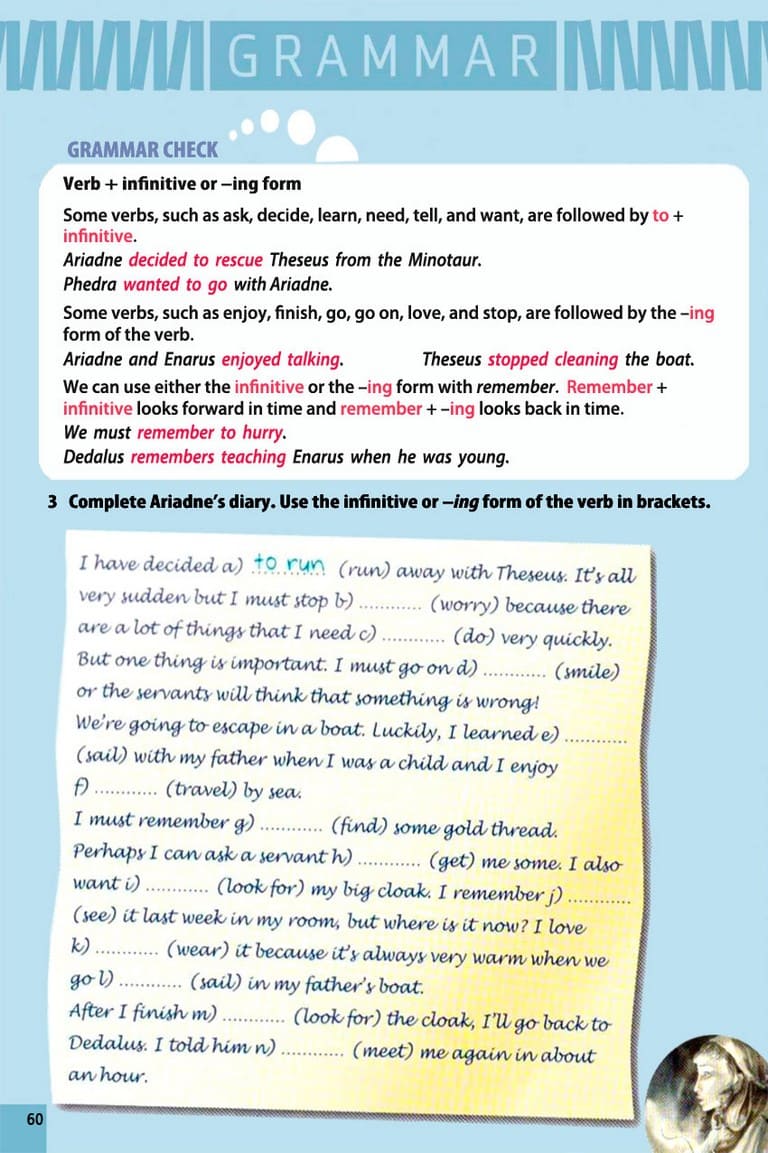 GRAMMAR
GRAMMAR CHECK
Verb + infinitive or –ing form
Some verbs, such as ask, decide, learn, need, tell, and want, are followed by to +
infinitive.
Ariadne decided to rescue Theseus from the Minotaur.
Phedra wanted to go with Ariadne.
Some verbs, such as enjoy, finish, go, go on, love, and stop, are followed by the –ing
form of the verb.
Ariadne and Enarus enjoyed talking. Theseus stopped cleaning the boat.
We can use either the infinitive or the –ing form with remember. Remember +
infinitive looks forward in time and remember + –ing looks back in time.
We must remember to hurry.
Dedalus remembers teaching Enarus when he was young.
3 Complete Ariadne's diary. Use the infinitive or –ing form of the verb in brackets.
I have decided a) to run (run) away with Theseus. It's all
very sudden but I must stop b) ............ (worry) because there
are a lot of things that I need c) ............ (do) very quickly.
But one thing is important. I must go on d) ............ (smile)
or the servants will think that something is wrong!
We're going to escape in a boat. Luckily, I learned e) ............
(sail) with my father when I was a child and I enjoy
f) ............ (travel) by sea.
I must remember g) ............ (find) some gold thread.
Perhaps I can ask a servant h) ............ (get) me some. I also
want i) ............ (look for) my big cloak. I remember j) ............
(see) it last week in my room, but where is it now? I love
k) ............ (wear) it because it's always very warm when we
go l) ............ (sail) in my father's boat.
After I finish m) ............ (look for) the cloak, I'll go back to
Dedalus. I told him n) ............ (meet) me again in about
an hour.
60